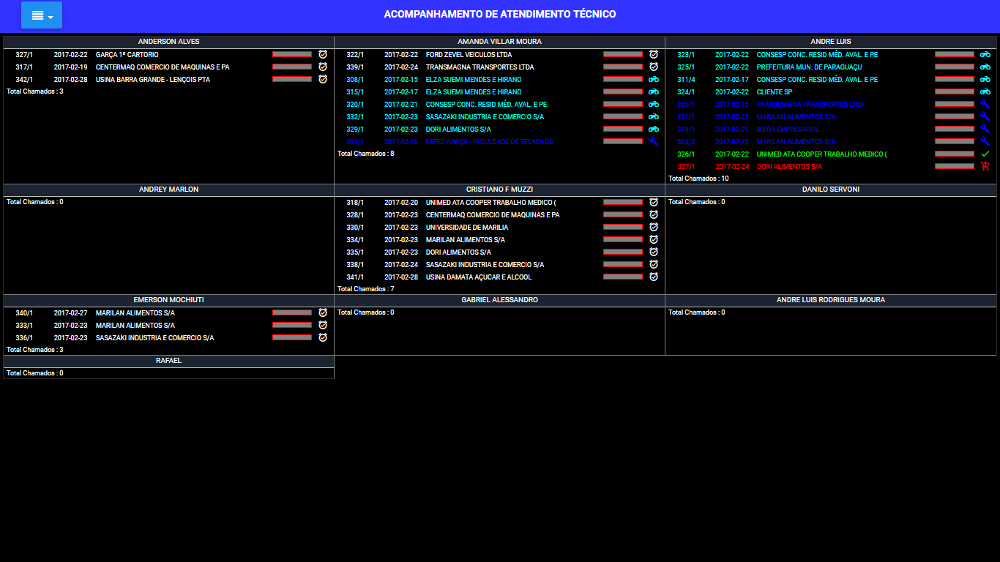 ACOMPANHAMENTO DE ATENDIMENTO TÉCNICO
ANDERSON ALVES
327/1 2017-02-22 GARÇA 1º CARTORIO
317/1 2017-02-19 CENTERMAQ COMERCIO DE MAQUINAS E PA
342/1 2017-02-28 USINA BARRA GRANDE - LENÇOIS PTA
Total Chamados : 3
AMANDA VILLAR MOURA
322/1 2017-02-22 FORD ZEVEL VEICULOS LTDA
339/1 2017-02-24 TRANSMAGNA TRANSPORTES LTDA
308/1 2017-02-15 ELZA SUEMI MENDES E HIRANO
315/1 2017-02-17 ELZA SUEMI MENDES E HIRANO
320/1 2017-02-21 CONSESP CONC. RESID MÉD. AVAL. E PE
332/1 2017-02-23 SASAZAKI INDUSTRIA E COMERCIO S/A
329/1 2017-02-23 DORI ALIMENTOS S/A
309/1 2017-02-16 FATEC GARÇA - FACULDADE DE TECNOLOG
Total Chamados : 8
ANDRE LUIS
323/1 2017-02-22 CONSESP CONC. RESID MÉD. AVAL. E PE
325/1 2017-02-22 PREFEITURA MUN. DE PARAGUAÇU
311/4 2017-02-17 CONSESP CONC. RESID MÉD. AVAL. E PE
324/1 2017-02-22 CLIENTE SP
305/1 2017-02-15 TRANSMAGNA TRANSPORTES LTDA
331/1 2017-02-23 MARILAN ALIMENTOS S/A
319/1 2017-02-21 IKEDA EMPRESARIAL
304/2 2017-02-15 MARILAN ALIMENTOS S/A
326/1 2017-02-22 UNIMED ATA COOPER TRABALHO MEDICO (
337/1 2017-02-24 DORI ALIMENTOS S/A
Total Chamados : 10
ANDREY MARLON
Total Chamados : 0
CRISTIANO F MUZZI
318/1 2017-02-20 UNIMED ATA COOPER TRABALHO MEDICO (
328/1 2017-02-23 CENTERMAQ COMERCIO DE MAQUINAS E PA
330/1 2017-02-23 UNIVERSIDADE DE MARILIA
334/1 2017-02-23 MARILAN ALIMENTOS S/A
335/1 2017-02-23 DORI ALIMENTOS S/A
338/1 2017-02-24 SASAZAKI INDUSTRIA E COMERCIO S/A
341/1 2017-02-28 USINA DAMATA AÇUCAR E ALCOOL
Total Chamados : 7
DANILO SERVONI
Total Chamados : 0
EMERSON MOCHIUTI
340/1 2017-02-27 MARILAN ALIMENTOS S/A
333/1 2017-02-23 MARILAN ALIMENTOS S/A
336/1 2017-02-23 SASAZAKI INDUSTRIA E COMERCIO S/A
Total Chamados : 3
GABRIEL ALESSANDRO
Total Chamados : 0
ANDRE LUIS RODRIGUES MOURA
Total Chamados : 0
RAFAEL
Total Chamados : 0